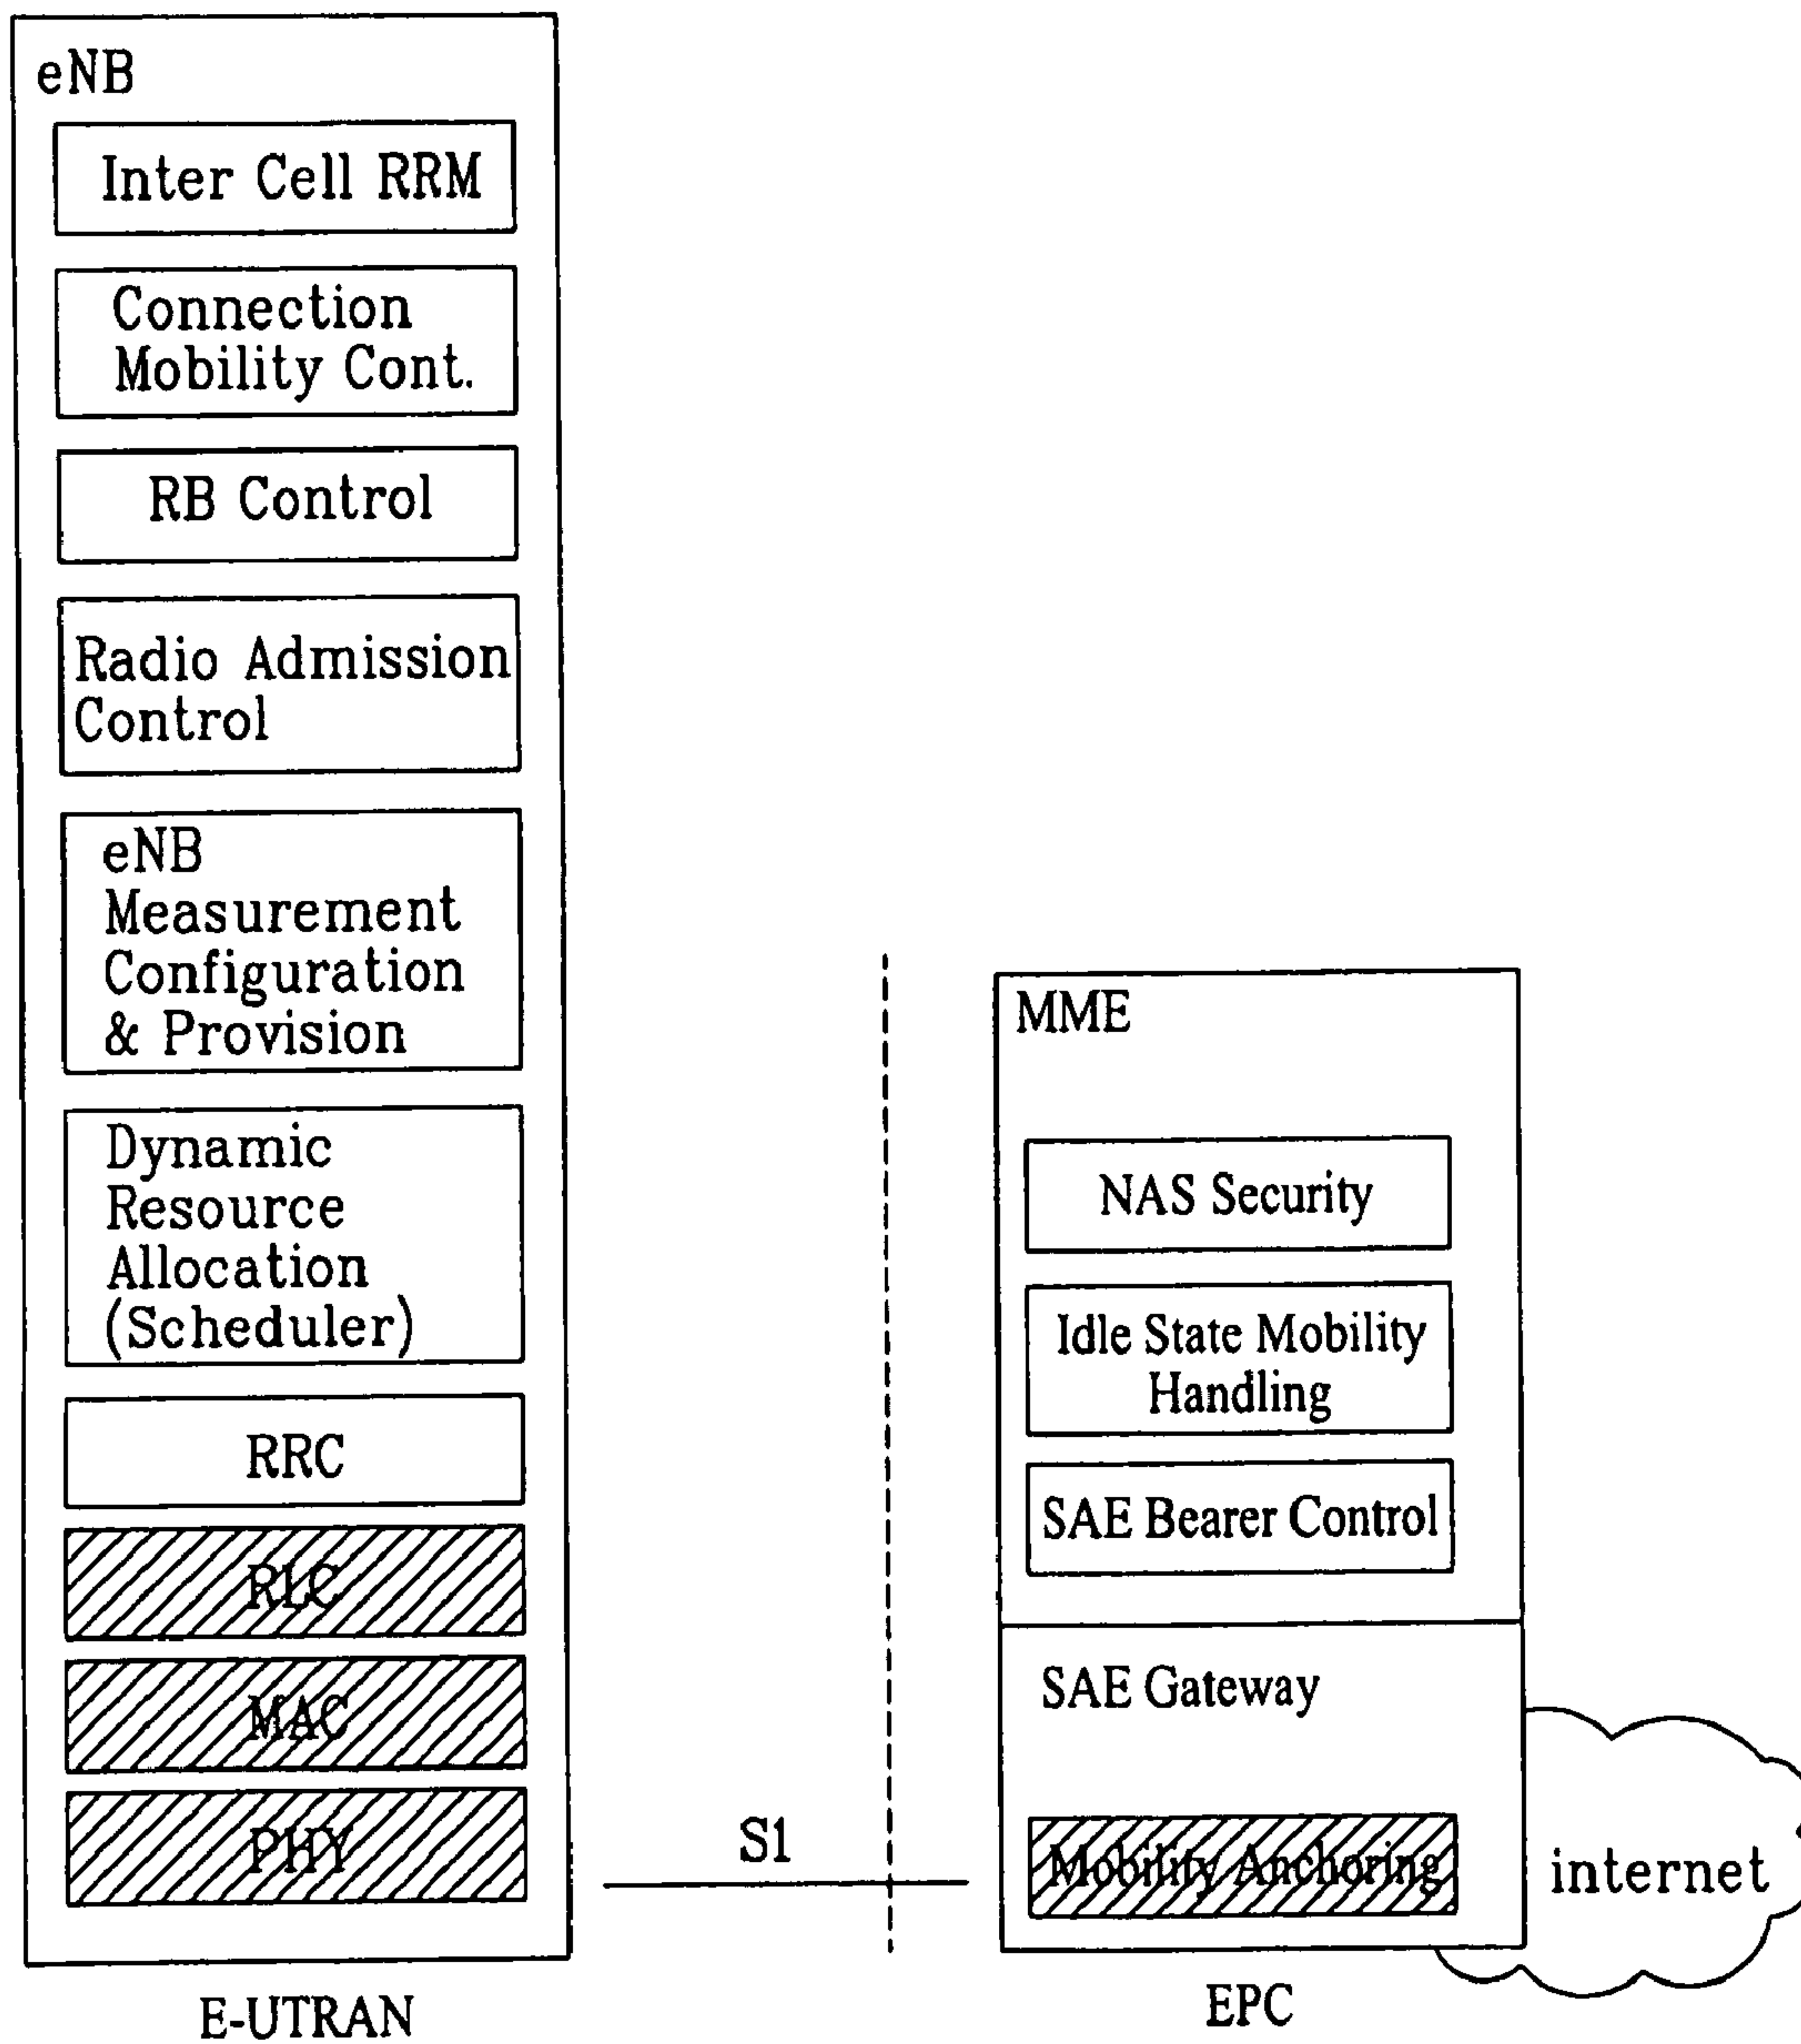 eNB
Inter Cell RRM
Connection
Mobility Cont.
RB Control
Radio Admission
Control
eNB
Measurement
Configuration
& Provision
Dynamic
Resource
Allocation
(Scheduler)
RRC
RLC
MAC
PHY
E-UTRAN
S1
MME
NAS Security
Idle State Mobility
Handling
SAE Bearer Control
SAE Gateway
Mobility Anchoring
internet
EPC